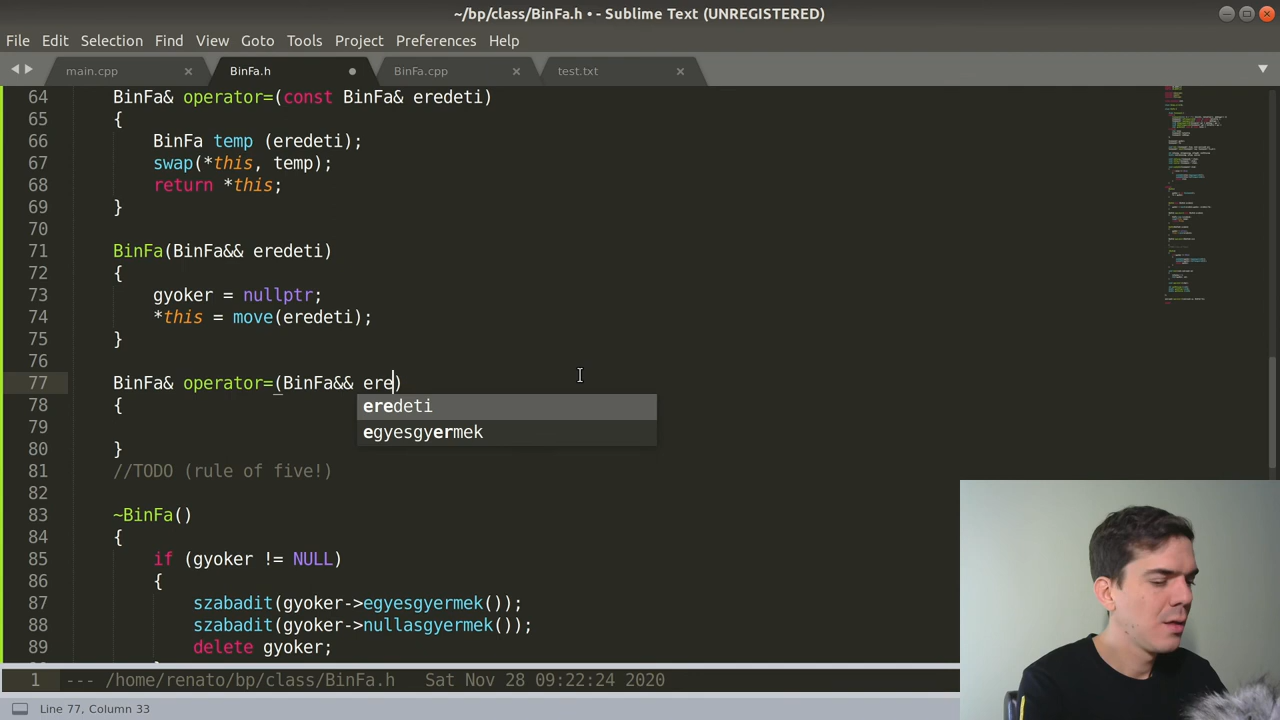 ~/bp/class/BinFa.h • - Sublime Text (UNREGISTERED)
File Edit Selection Find View Goto Tools Project Preferences Help
main.cpp BinFa.h BinFa.cpp test.txt
64 BinFa& operator=(const BinFa& eredeti)
65 {
66 BinFa temp (eredeti);
67 swap(*this, temp);
68 return *this;
69 }
70
71 BinFa(BinFa&& eredeti)
72 {
73 gyoker = nullptr;
74 *this = move(eredeti);
75 }
76
77 BinFa& operator=(BinFa&& ere)
78 {
eredeti
79
egyesgyermek
80 }
81 //TODO (rule of five!)
82
83 ~BinFa()
84 {
85 if (gyoker != NULL)
86 {
87 szabadit(gyoker->egyesgyermek());
88 szabadit(gyoker->nullasgyermek());
89 delete gyoker;
1 --- /home/renato/bp/class/BinFa.h Sat Nov 28 09:22:24 2020
Line 77, Column 33